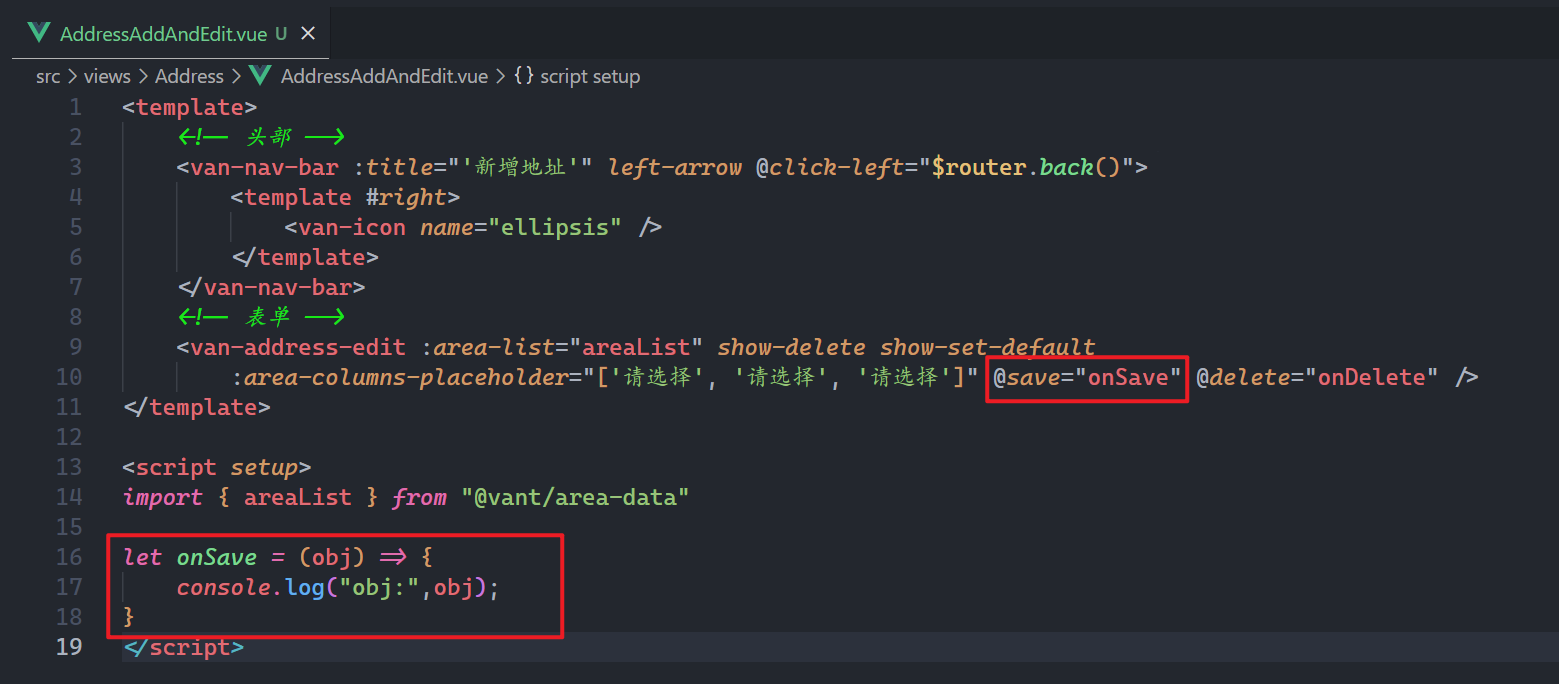 AddressAddAndEdit.vue U ×
src > views > Address > AddressAddAndEdit.vue > {} script setup
1 <template>
2 <!-- 头部 -->
3 <van-nav-bar :title="'新增地址'" left-arrow @click-left="$router.back()">
4 <template #right>
5 <van-icon name="ellipsis" />
6 </template>
7 </van-nav-bar>
8 <!-- 表单 -->
9 <van-address-edit :area-list="areaList" show-delete show-set-default
10 :area-columns-placeholder="['请选择', '请选择', '请选择']" @save="onSave" @delete="onDelete" />
11 </template>
12
13 <script setup>
14 import { areaList } from "@vant/area-data"
15
16 let onSave = (obj) => {
17 console.log("obj:",obj);
18 }
19 </script>